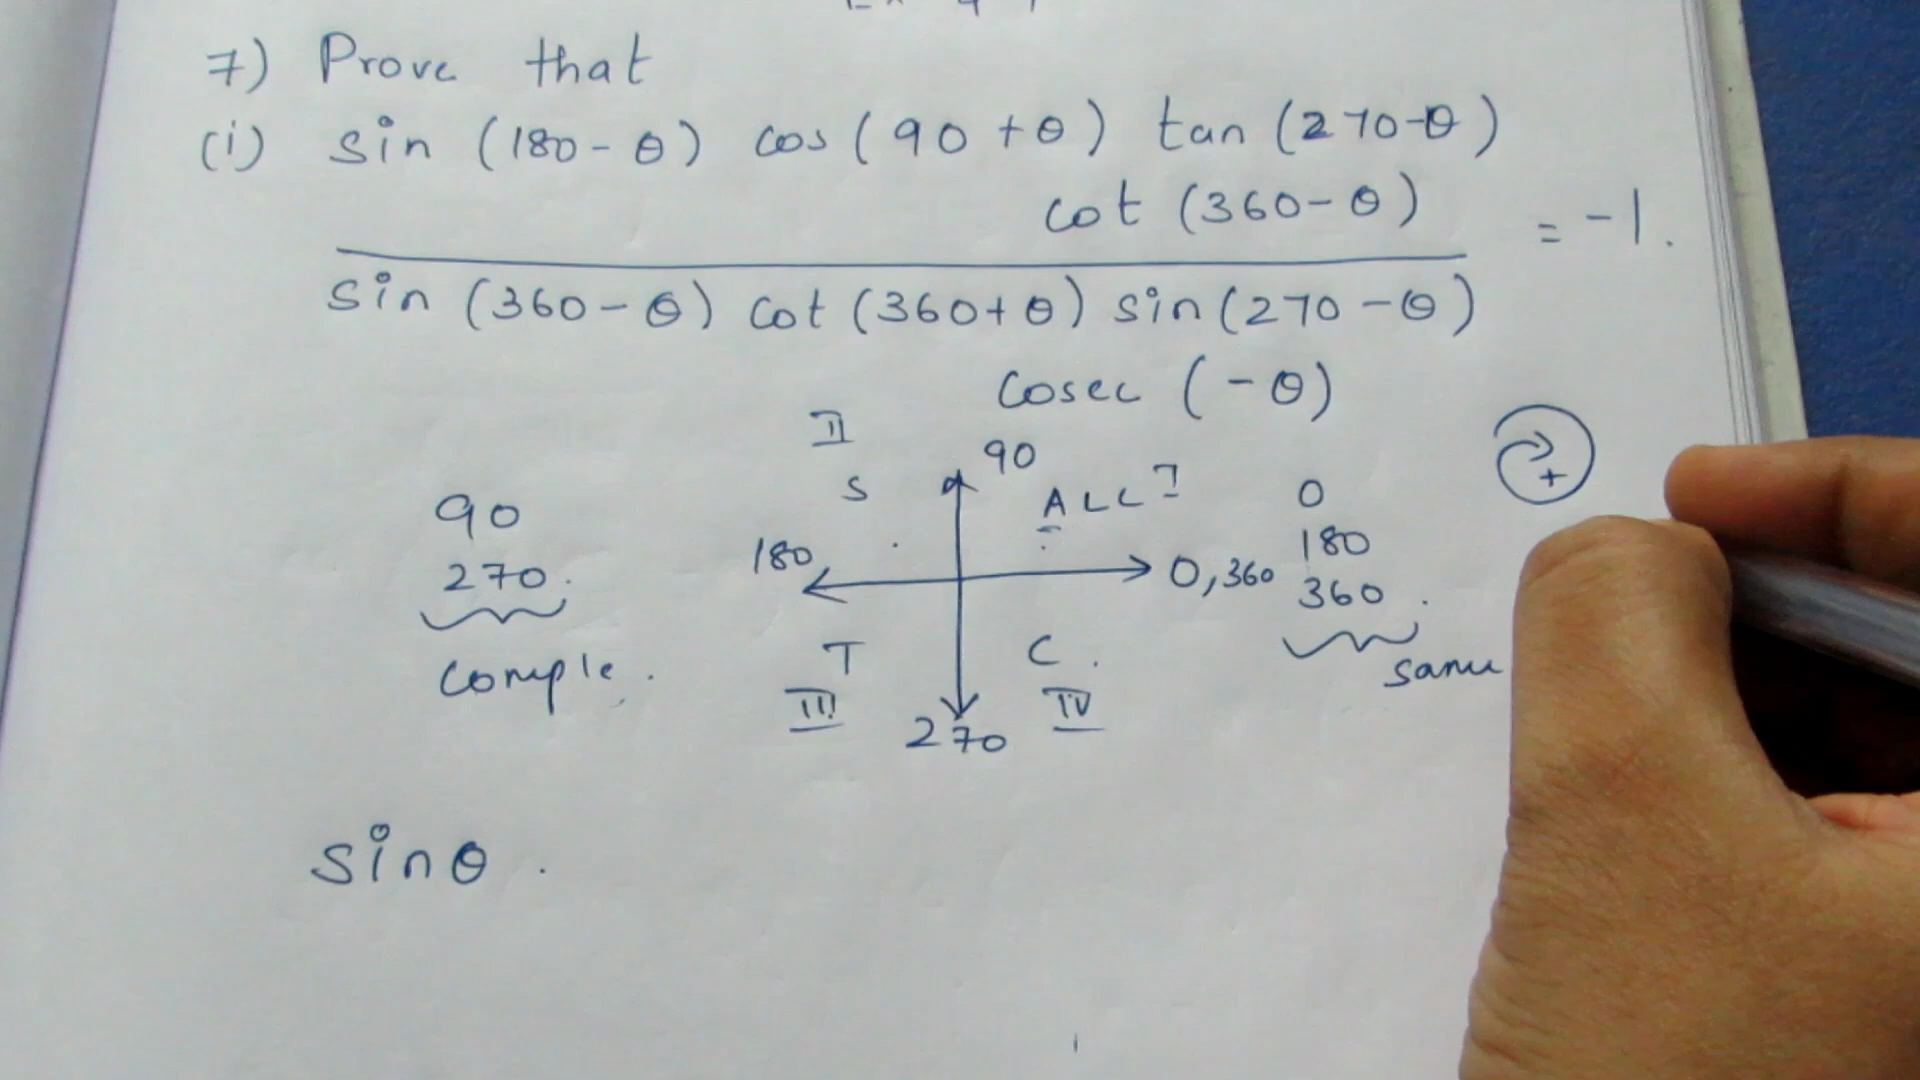 7) Prove that
(i) sin (180-θ) cos (90+θ) tan (270-θ)
cot (360-θ)
= -1.
sin (360-θ) cot (360+θ) sin (270-θ)
cosec (-θ)
II
90
S
ALL I
90
0
+
180
180
270.
0,360
360.
comple.
T
C.
same
III
IV
270
sinθ.